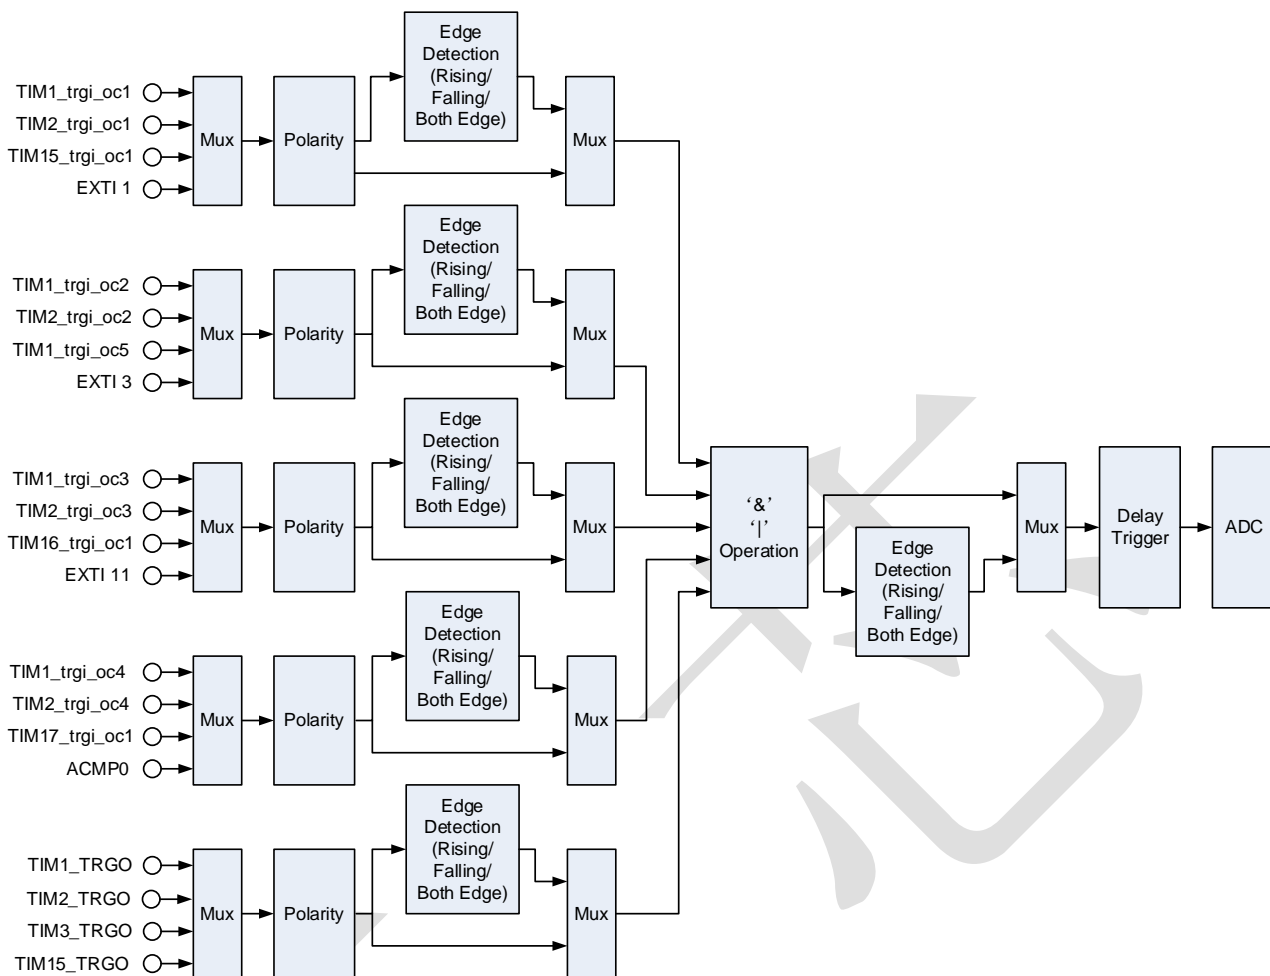 Edge
Detection
(Rising/
Falling/
Both Edge)
TIM1_trgi_oc1
TIM2_trgi_oc1
TIM15_trgi_oc1
EXTI 1
Mux
Polarity
Mux
Edge
Detection
(Rising/
Falling/
Both Edge)
TIM1_trgi_oc2
TIM2_trgi_oc2
TIM1_trgi_oc5
EXTI 3
Mux
Polarity
Mux
Edge
Detection
(Rising/
Falling/
Both Edge)
TIM1_trgi_oc3
TIM2_trgi_oc3
TIM16_trgi_oc1
EXTI 11
Mux
Polarity
Mux
Edge
Detection
(Rising/
Falling/
Both Edge)
TIM1_trgi_oc4
TIM2_trgi_oc4
TIM17_trgi_oc1
ACMP0
Mux
Polarity
Mux
Edge
Detection
(Rising/
Falling/
Both Edge)
TIM1_TRGO
TIM2_TRGO
TIM3_TRGO
TIM15_TRGO
Mux
Polarity
Mux
‘&’
‘|’
Operation
Edge
Detection
(Rising/
Falling/
Both Edge)
Mux
Delay
Trigger
ADC